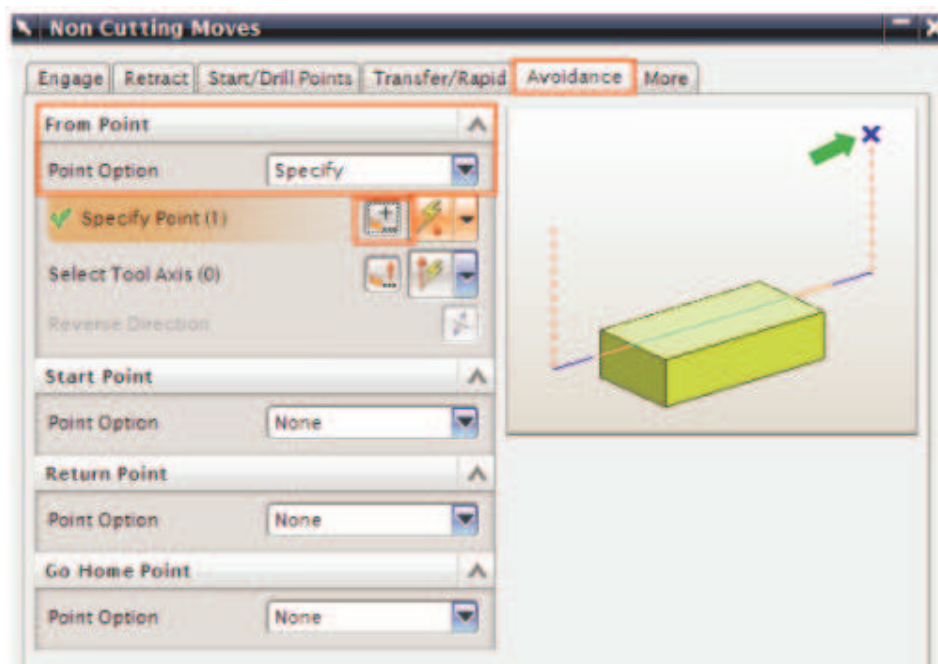 Non Cutting Moves
Engage Retract Start/Drill Points Transfer/Rapid Avoidance More
From Point
Point Option Specify
Specify Point (1)
Select Tool Axis (0)
Reverse Direction
Start Point
Point Option None
Return Point
Point Option None
Go Home Point
Point Option None